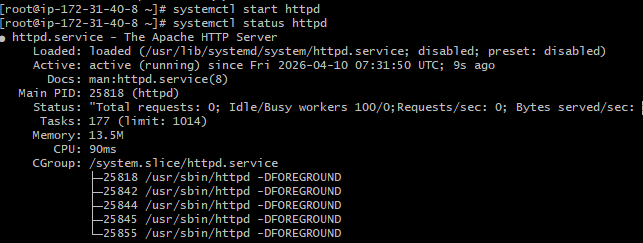 [root@ip-172-31-40-8 ~]# systemctl start httpd
[root@ip-172-31-40-8 ~]# systemctl status httpd
● httpd.service - The Apache HTTP Server
Loaded: loaded (/usr/lib/systemd/system/httpd.service; disabled; preset: disabled)
Active: active (running) since Fri 2026-04-10 07:31:50 UTC; 9s ago
Docs: man:httpd.service(8)
Main PID: 25818 (httpd)
Status: "Total requests: 0; Idle/Busy workers 100/0;Requests/sec: 0; Bytes served/sec:
Tasks: 177 (limit: 1014)
Memory: 13.5M
CPU: 90ms
CGroup: /system.slice/httpd.service
├─25818 /usr/sbin/httpd -DFOREGROUND
├─25842 /usr/sbin/httpd -DFOREGROUND
├─25844 /usr/sbin/httpd -DFOREGROUND
├─25845 /usr/sbin/httpd -DFOREGROUND
└─25855 /usr/sbin/httpd -DFOREGROUND